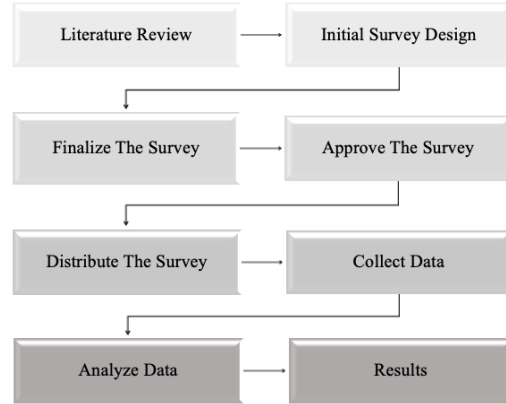 Literature Review
Initial Survey Design
Finalize The Survey
Approve The Survey
Distribute The Survey
Collect Data
Analyze Data
Results